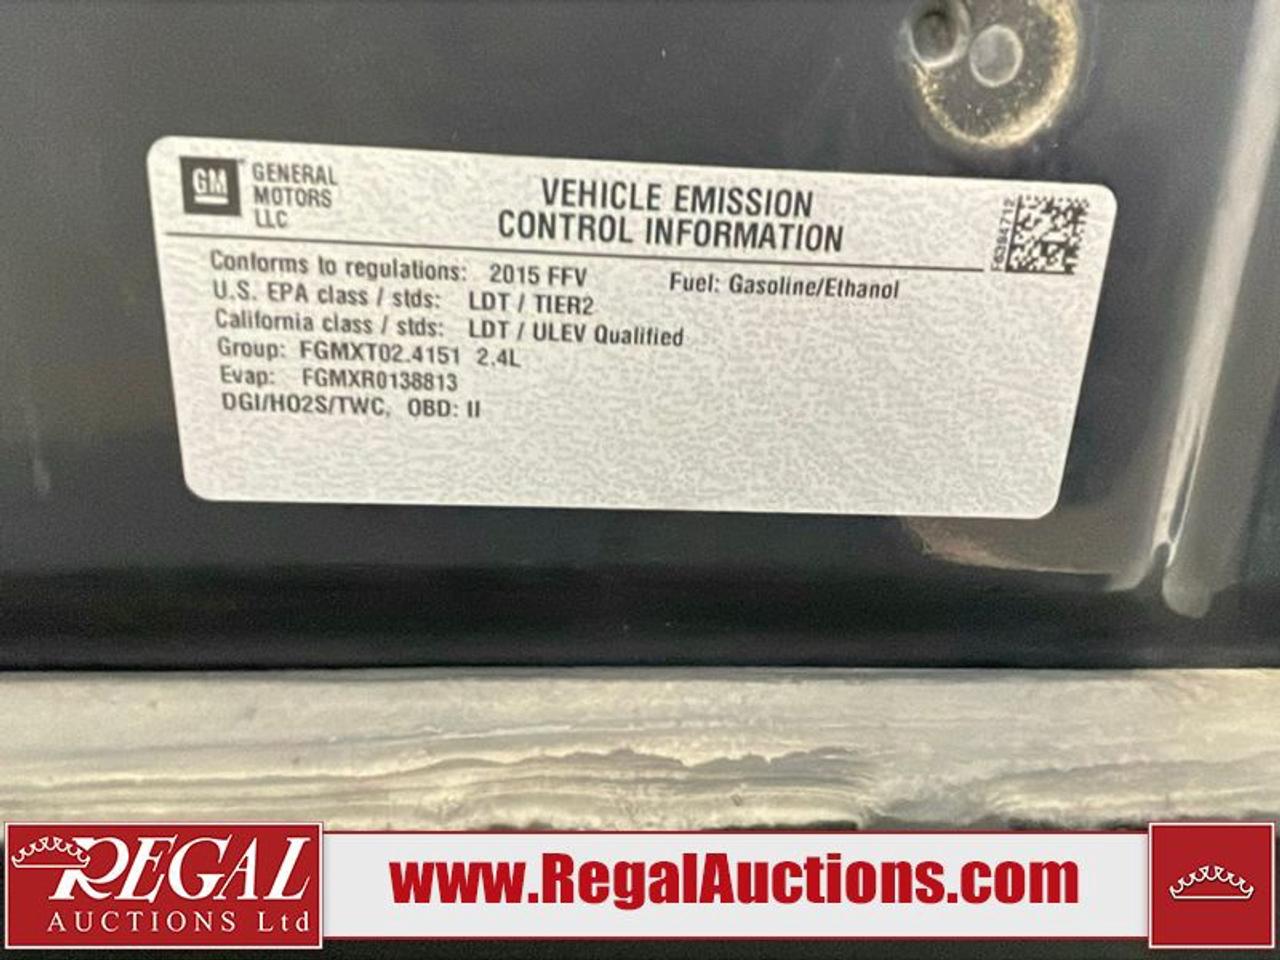 GM
GENERAL
MOTORS
LLC
VEHICLE EMISSION
CONTROL INFORMATION
Conforms to regulations: 2015 FFV
Fuel: Gasoline/Ethanol
U.S. EPA class / stds: LDT / TIER2
California class / stds: LDT / ULEV Qualified
Group: FGMXT02.4151 2.4L
Evap: FGMXR0138813
DGI/HO2S/TWC, OBD: II
REGAL
AUCTIONS Ltd
www.RegalAuctions.com